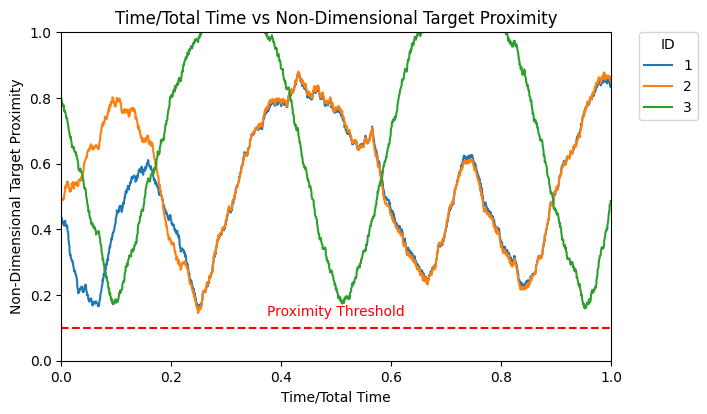 Time/Total Time vs Non-Dimensional Target Proximity
Non-Dimensional Target Proximity
1.0
0.8
0.6
0.4
0.2
0.0
Proximity Threshold
0.0 0.2 0.4 0.6 0.8 1.0
Time/Total Time
ID
1
2
3